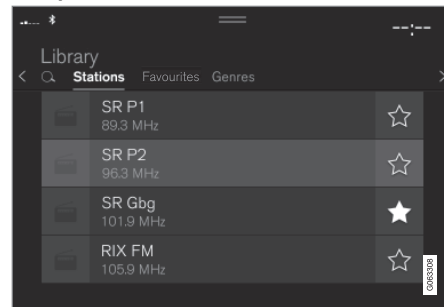 --:--
Library
Stations Favourites Genres
SR P1
89.3 MHz
SR P2
96.3 MHz
SR Gbg
101.9 MHz
RIX FM
105.9 MHz
G063308